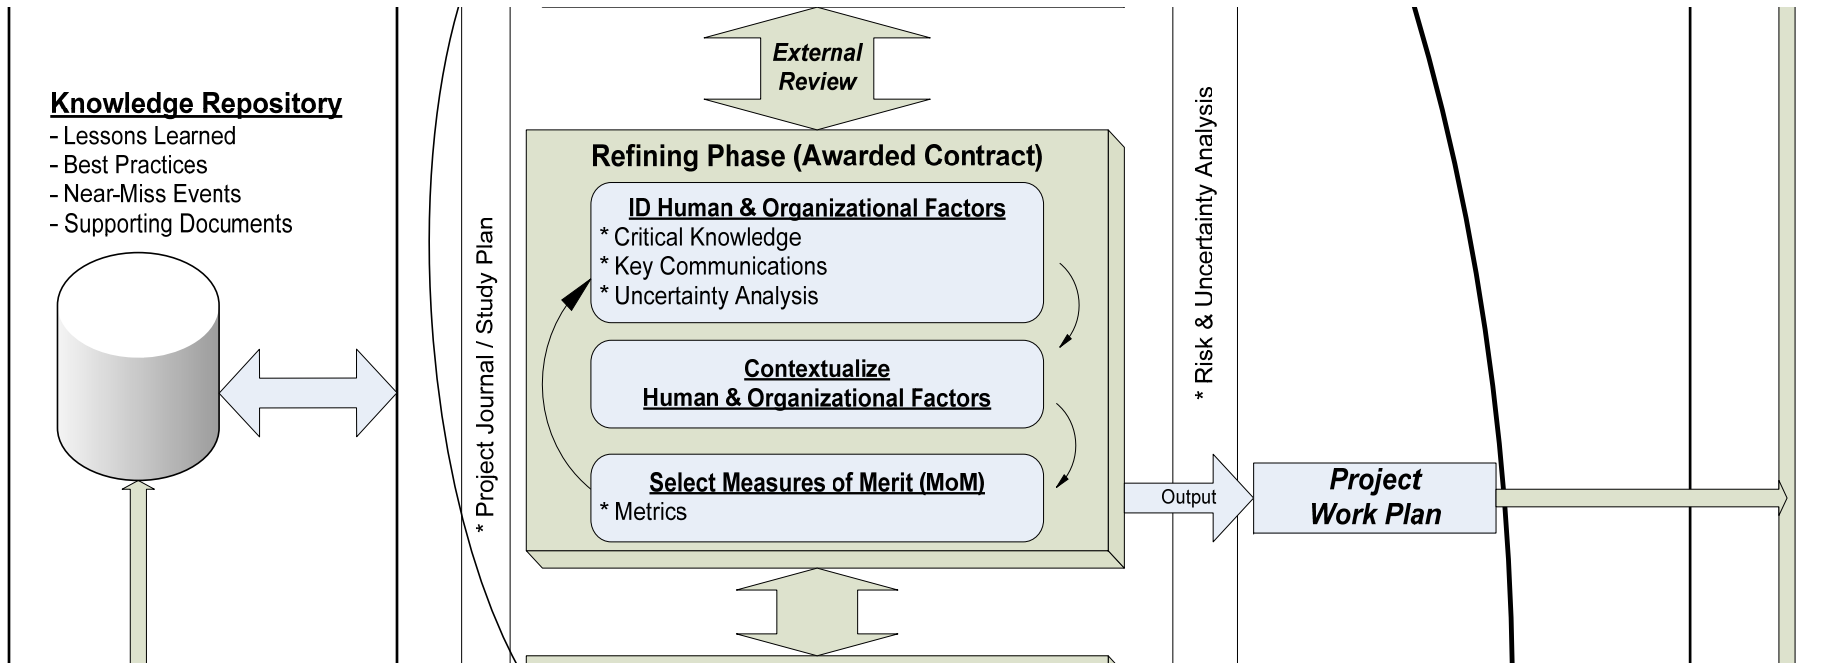 External
Review
Knowledge Repository
- Lessons Learned
- Best Practices
- Near-Miss Events
- Supporting Documents
* Project Journal / Study Plan
Refining Phase (Awarded Contract)
ID Human & Organizational Factors
* Critical Knowledge
* Key Communications
* Uncertainty Analysis
Contextualize
Human & Organizational Factors
Select Measures of Merit (MoM)
* Metrics
* Risk & Uncertainty Analysis
Output
Project
Work Plan